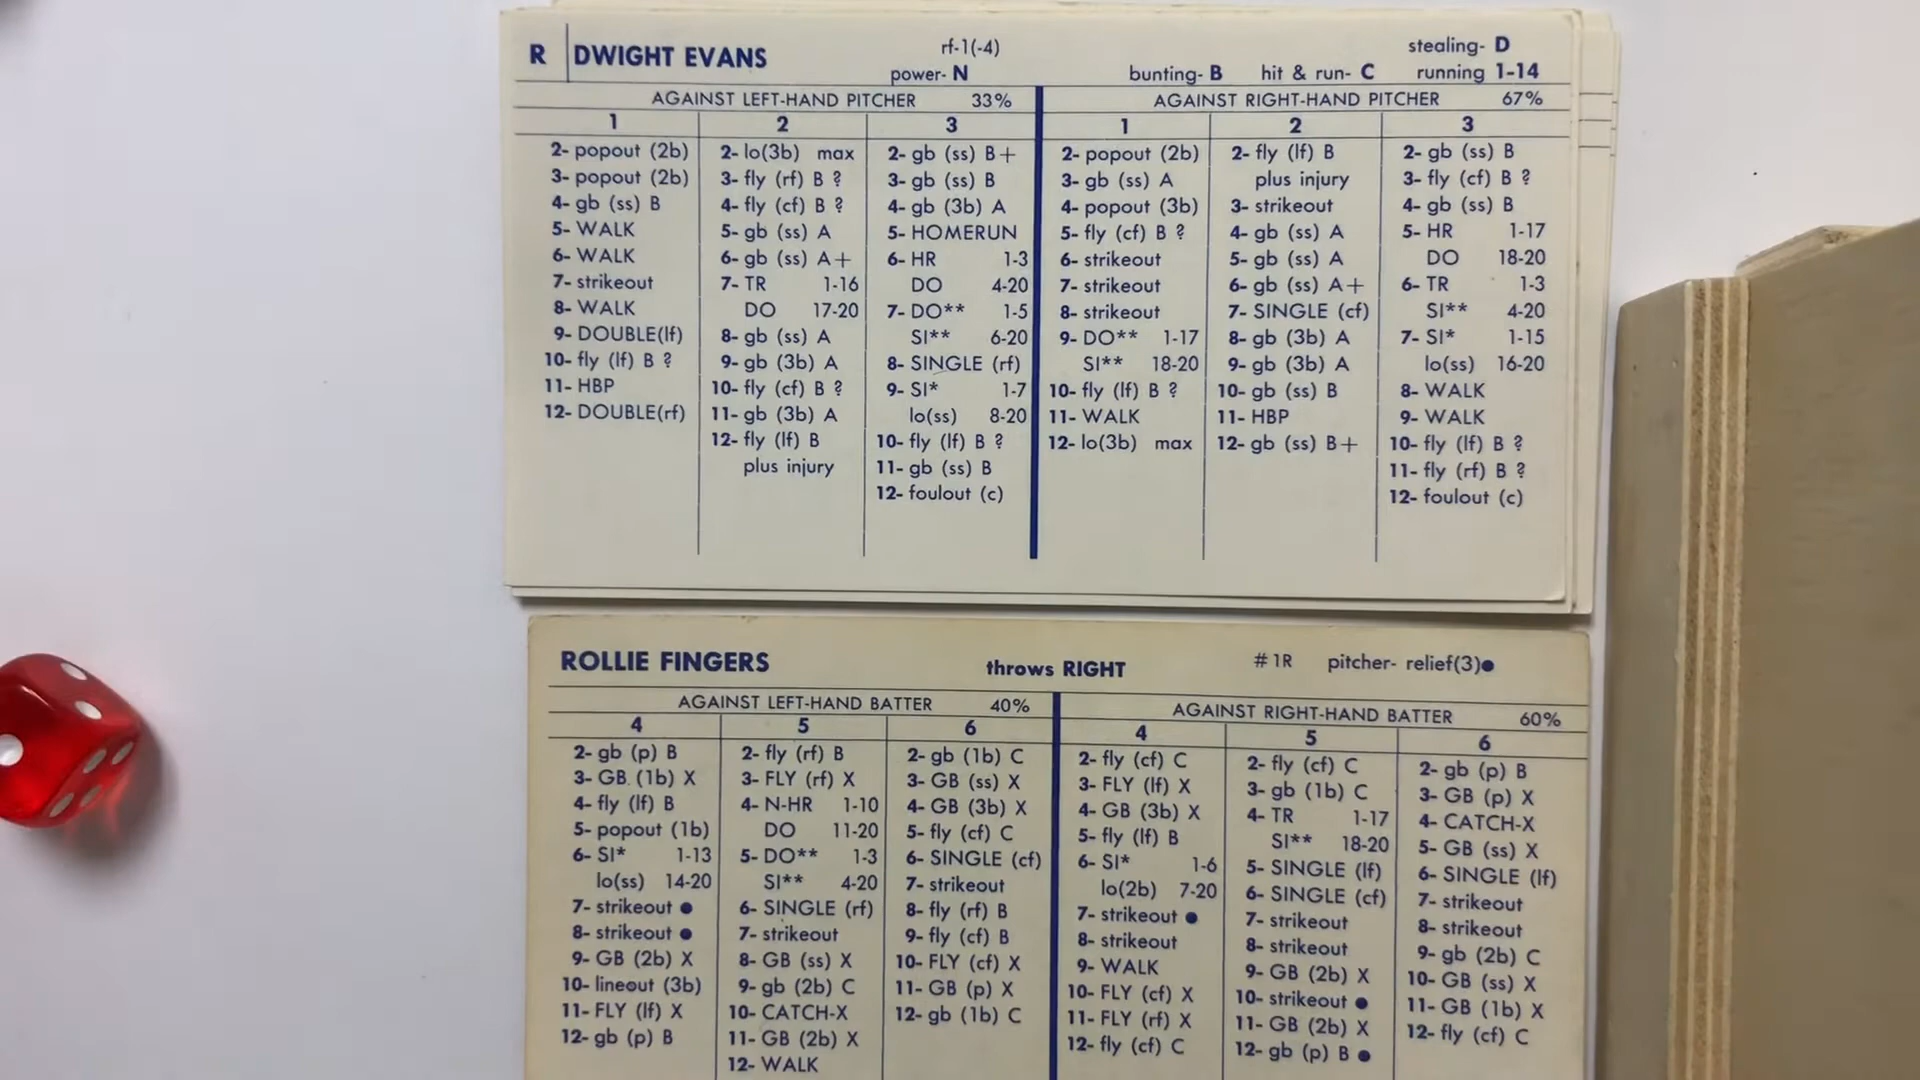 R DWIGHT EVANS rf-1(-4) stealing- D
power- N bunting- B hit & run- C running 1-14
AGAINST LEFT-HAND PITCHER 33%
1 2 3
2- popout (2b)
3- popout (2b)
4- gb (ss) B
5- WALK
6- WALK
7- strikeout
8- WALK
9- DOUBLE(lf)
10- fly (lf) B ?
11- HBP
12- DOUBLE(rf)
2- lo(3b) max
3- fly (rf) B ?
4- fly (cf) B ?
5- gb (ss) A
6- gb (ss) A+
7- TR 1-16
DO 17-20
8- gb (ss) A
9- gb (3b) A
10- fly (cf) B ?
11- gb (3b) A
12- fly (lf) B
plus injury
2- gb (ss) B+
3- gb (ss) B
4- gb (3b) A
5- HOMERUN
6- HR 1-3
DO 4-20
7- DO** 1-5
SI** 6-20
8- SINGLE (rf)
9- SI* 1-7
lo(ss) 8-20
10- fly (lf) B ?
11- gb (ss) B
12- foulout (c)
AGAINST RIGHT-HAND PITCHER 67%
1 2 3
2- popout (2b)
3- gb (ss) A
4- popout (3b)
5- fly (cf) B ?
6- strikeout
7- strikeout
8- strikeout
9- DO** 1-17
SI** 18-20
10- fly (lf) B ?
11- WALK
12- lo(3b) max
2- fly (lf) B
plus injury
3- strikeout
4- gb (ss) A
5- gb (ss) A
6- gb (ss) A+
7- SINGLE (cf)
8- gb (3b) A
9- gb (3b) A
10- gb (ss) B
11- HBP
12- gb (ss) B+
2- gb (ss) B
3- fly (cf) B ?
4- gb (ss) B
5- HR 1-17
DO 18-20
6- TR 1-3
SI** 4-20
7- SI* 1-15
lo(ss) 16-20
8- WALK
9- WALK
10- fly (lf) B ?
11- fly (rf) B ?
12- foulout (c)
ROLLIE FINGERS throws RIGHT #1R pitcher- relief(3)●
AGAINST LEFT-HAND BATTER 40%
4 5 6
2- gb (p) B
3- GB. (1b) X
4- fly (lf) B
5- popout (1b)
6- SI* 1-13
lo(ss) 14-20
7- strikeout ●
8- strikeout ●
9- GB (2b) X
10- lineout (3b)
11- FLY (lf) X
12- gb (p) B
2- fly (rf) B
3- FLY (rf) X
4- N-HR 1-10
DO 11-20
5- DO** 1-3
SI** 4-20
6- SINGLE (rf)
7- strikeout
8- GB (ss) X
9- gb (2b) C
10- CATCH-X
11- GB (2b) X
12- WALK
2- gb (1b) C
3- GB (ss) X
4- GB (3b) X
5- fly (cf) C
6- SINGLE (cf)
7- strikeout
8- fly (rf) B
9- fly (cf) B
10- FLY (cf) X
11- GB (p) X
12- gb (1b) C
AGAINST RIGHT-HAND BATTER 60%
4 5 6
2- fly (cf) C
3- FLY (lf) X
4- GB (3b) X
5- fly (lf) B
6- SI* 1-6
lo(2b) 7-20
7- strikeout ●
8- strikeout
9- WALK
10- FLY (cf) X
11- FLY (rf) X
12- fly (cf) C
2- fly (cf) C
3- gb (1b) C
4- TR 1-17
SI** 18-20
5- SINGLE (lf)
6- SINGLE (cf)
7- strikeout
8- strikeout
9- GB (2b) X
10- strikeout ●
11- GB (2b) X
12- gb (p) B ●
2- gb (p) B
3- GB (p) X
4- CATCH-X
5- GB (ss) X
6- SINGLE (lf)
7- strikeout
8- strikeout
9- gb (2b) C
10- GB (ss) X
11- GB (1b) X
12- fly (cf) C